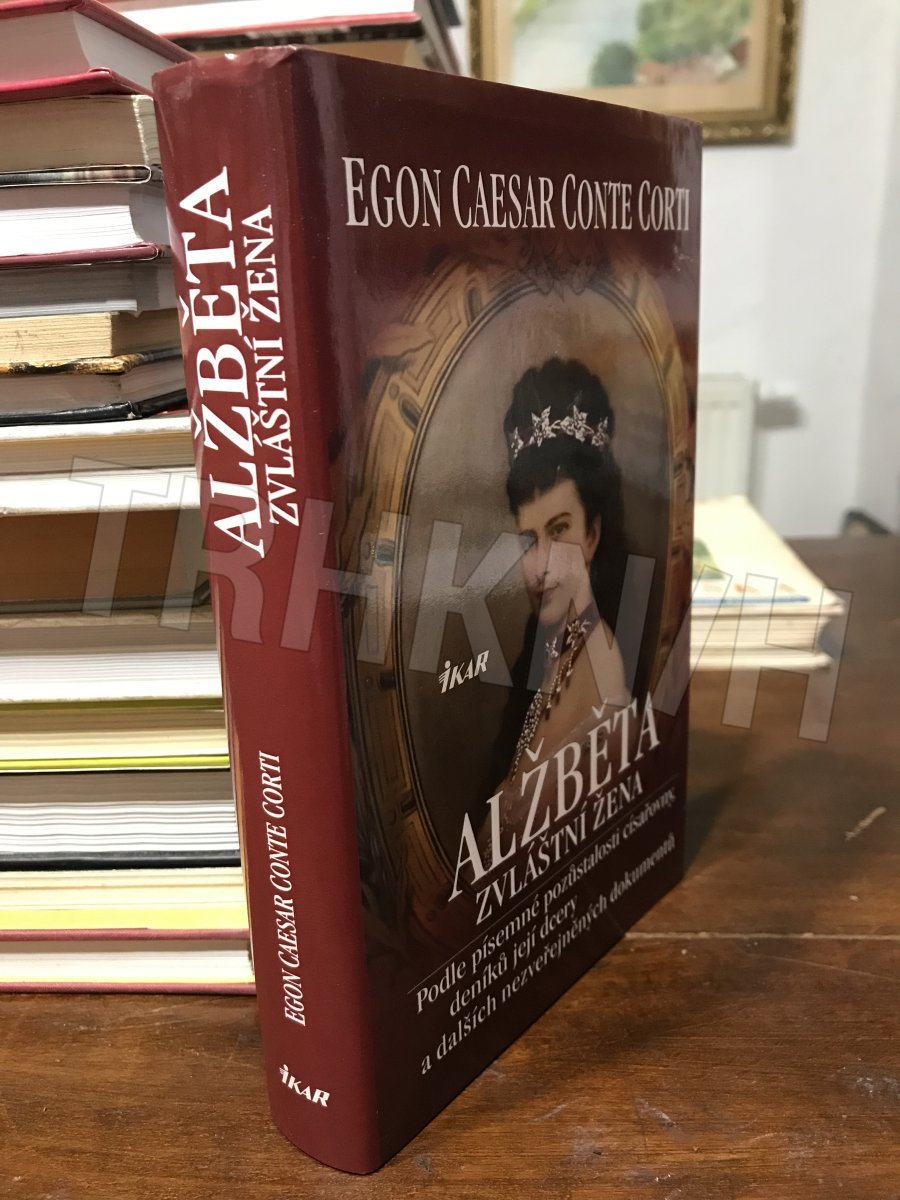 ALŽBĚTA
ZVLÁŠTNÍ ŽENA
EGON CAESAR CONTE CORTI
iKAR
EGON CAESAR CONTE CORTI
iKAR
ALŽBĚTA
ZVLÁŠTNÍ ŽENA
Podle písemné pozůstalosti císařovny,
deníků její dcery
a dalších nezveřejněných dokumentů
TRHKNIH